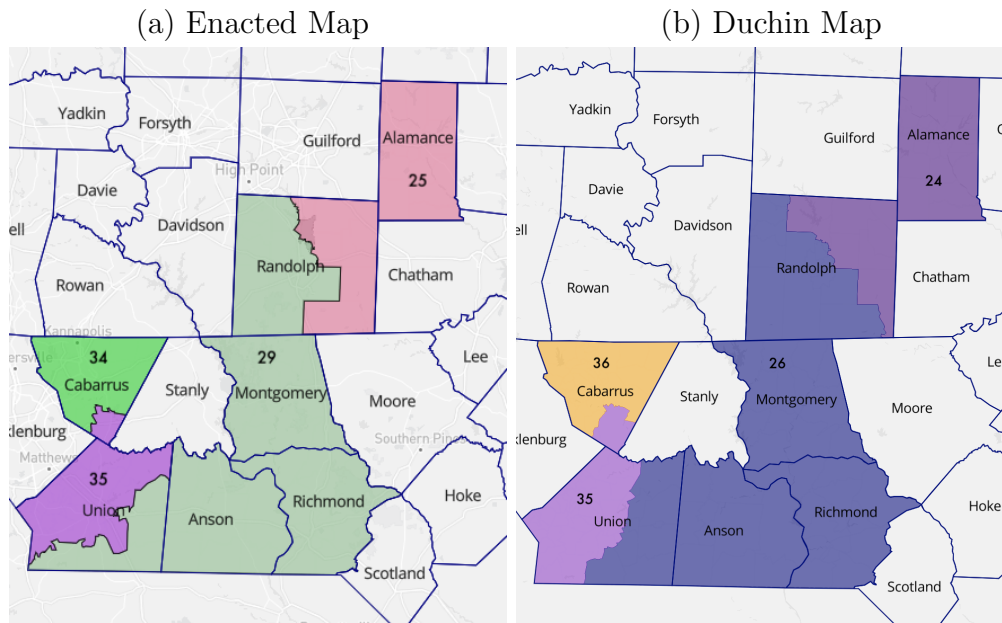 (a) Enacted Map
Yadkin
Forsyth
Guilford
Alamance
High Point
25
Davie
ell
Davidson
Randolph
Chatham
Rowan
Kannapolis
ersville
34
29
Lee
Cabarrus
Stanly
Montgomery
Moore
klenburg
Southern Pin
Matthews
35
Union
Anson
Richmond
Hoke
Scotland
(b) Duchin Map
Yadkin
Forsyth
Guilford
Alamance
C
24
Davie
ell
Davidson
Randolph
Chatham
Rowan
36
26
Le
Cabarrus
Stanly
Montgomery
Moore
klenburg
35
Union
Anson
Richmond
Hoke
Scotland